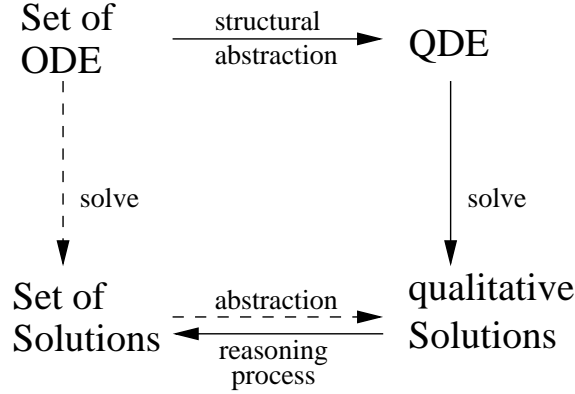 Set of
ODE
structural
abstraction
QDE
solve
solve
Set of
Solutions
abstraction
reasoning
process
qualitative
Solutions